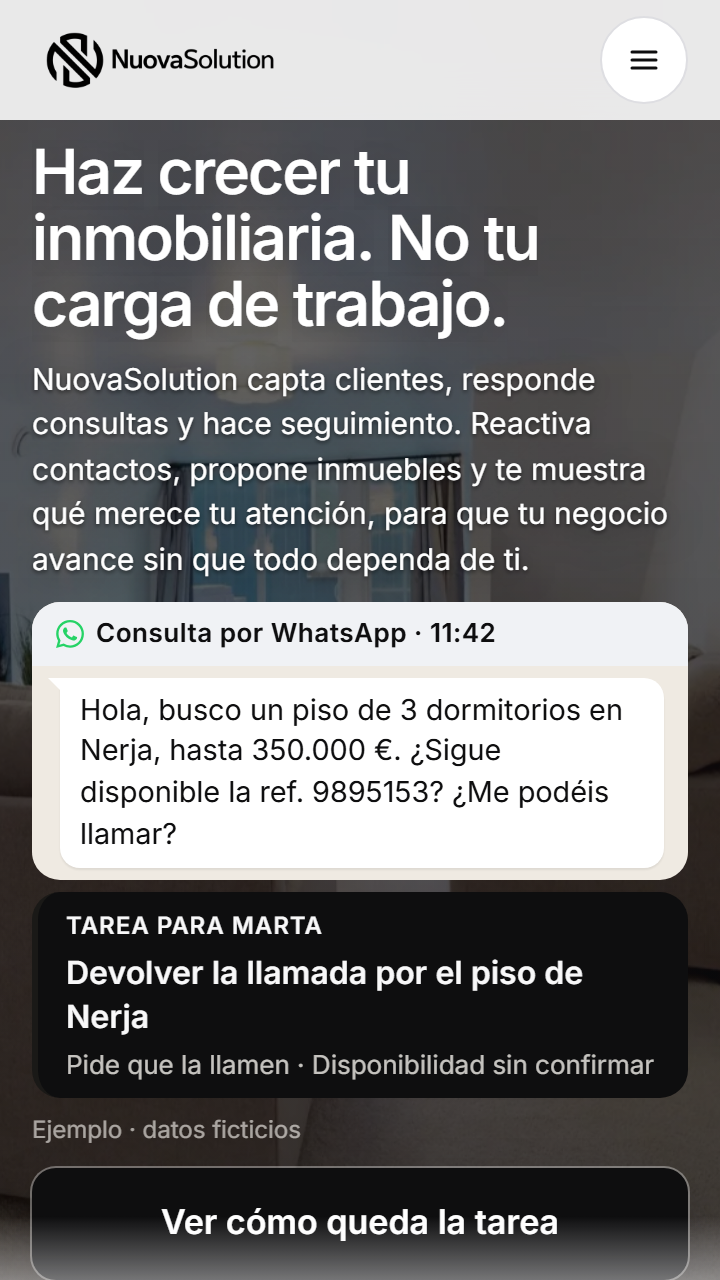 NuovaSolution
Haz crecer tu
inmobiliaria. No tu
carga de trabajo.
NuovaSolution capta clientes, responde
consultas y hace seguimiento. Reactiva
contactos, propone inmuebles y te muestra
qué merece tu atención, para que tu negocio
avance sin que todo dependa de ti.
Consulta por WhatsApp · 11:42
Hola, busco un piso de 3 dormitorios en
Nerja, hasta 350.000 €. ¿Sigue
disponible la ref. 9895153? ¿Me podéis
llamar?
TAREA PARA MARTA
Devolver la llamada por el piso de
Nerja
Pide que la llamen · Disponibilidad sin confirmar
Ejemplo · datos ficticios
Ver cómo queda la tarea